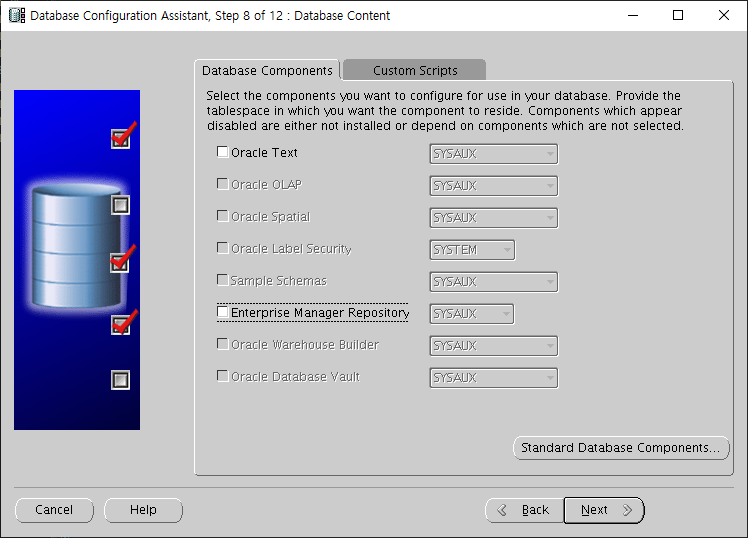 Database Configuration Assistant, Step 8 of 12 : Database Content
Database Components
Custom Scripts
Select the components you want to configure for use in your database. Provide the
tablespace in which you want the component to reside. Components which appear
disabled are either not installed or depend on components which are not selected.
Oracle Text SYSAUX
Oracle OLAP SYSAUX
Oracle Spatial SYSAUX
Oracle Label Security SYSTEM
Sample Schemas SYSAUX
Enterprise Manager Repository SYSAUX
Oracle Warehouse Builder SYSAUX
Oracle Database Vault SYSAUX
Standard Database Components...
Cancel Help Back Next